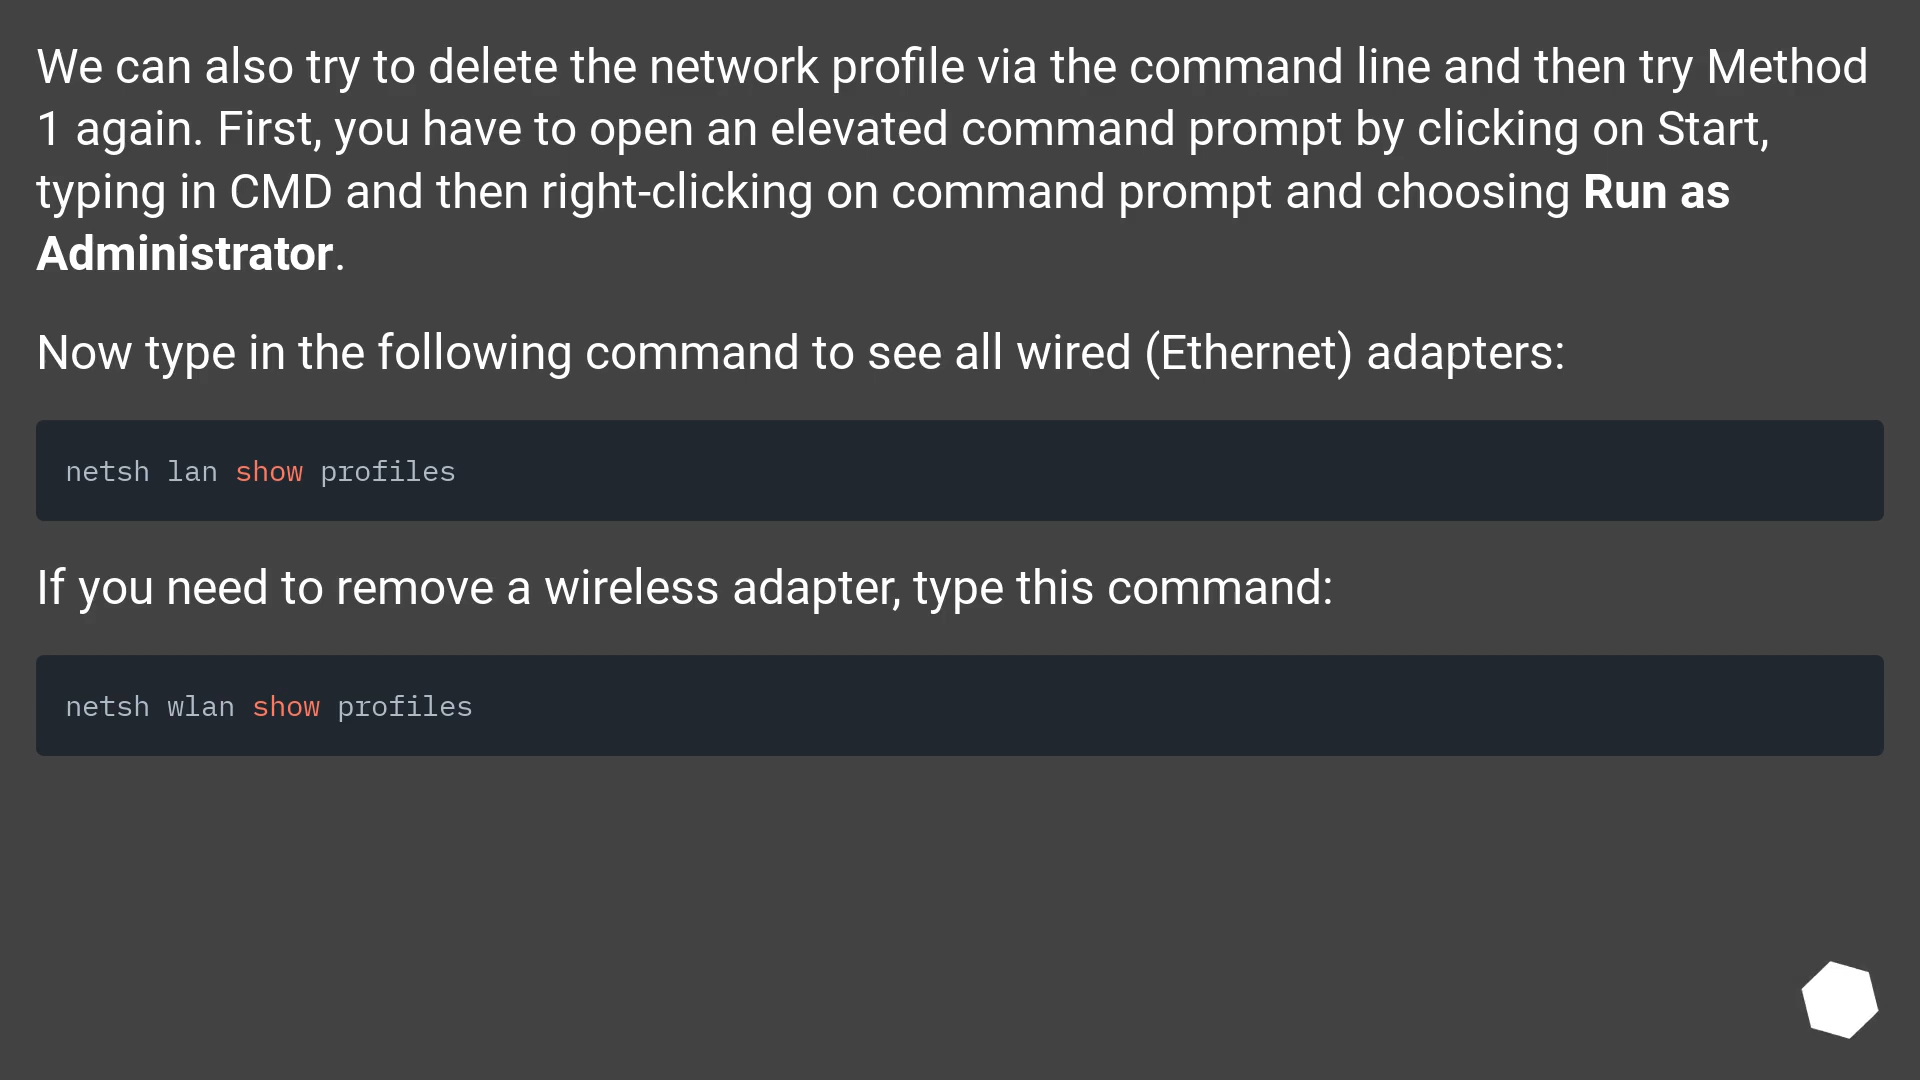 We can also try to delete the network profile via the command line and then try Method
1 again. First, you have to open an elevated command prompt by clicking on Start,
typing in CMD and then right-clicking on command prompt and choosing Run as
Administrator.
Now type in the following command to see all wired (Ethernet) adapters:
netsh lan show profiles
If you need to remove a wireless adapter, type this command:
netsh wlan show profiles